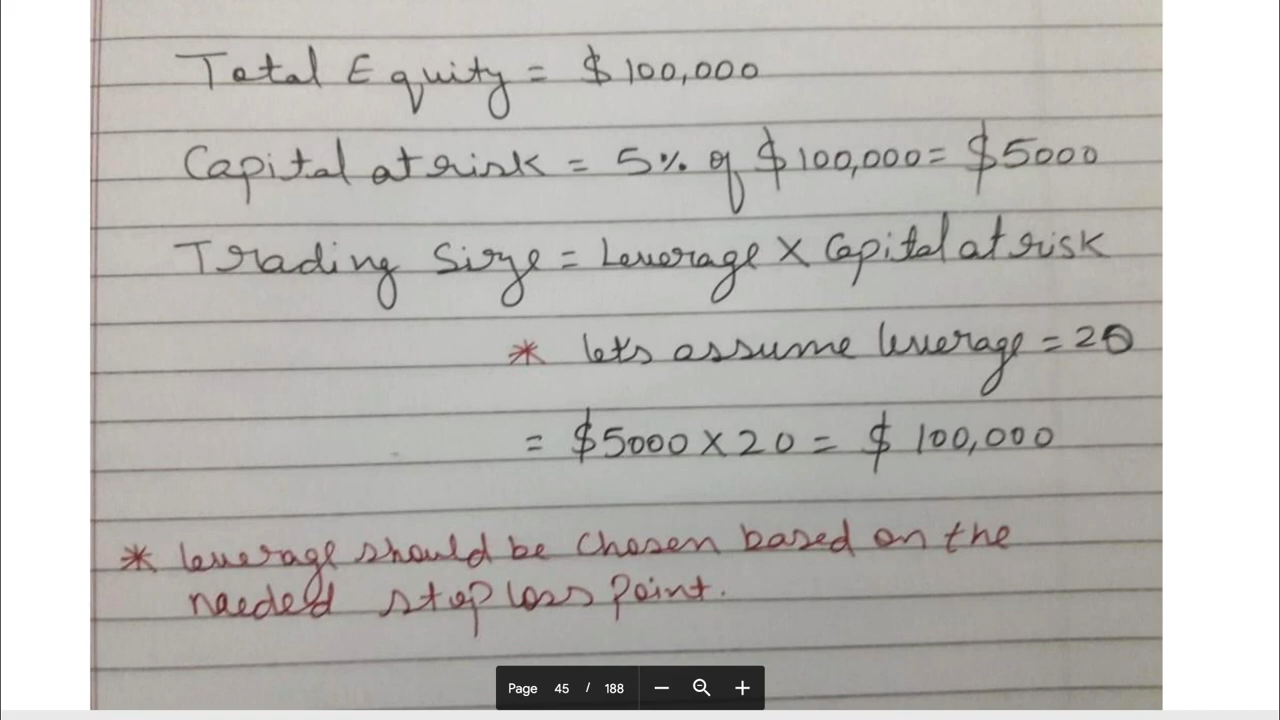 Total Equity = $100,000
Capital at risk = 5% of $100,000 = $5000
Trading Size = Leverage X Capital at risk
* lets assume leverage = 20
= $5000 X 20 = $ 100,000
* leverage should be chosen based on the
needed stop loss point.
Page 45 / 188